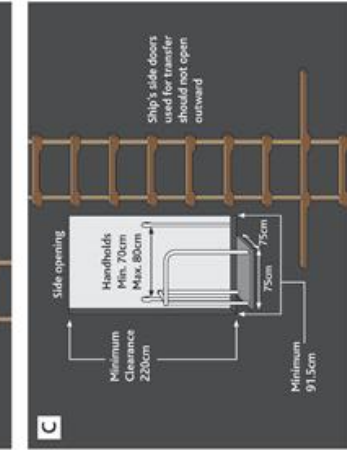 C
Side opening
Ship's side doors
used for transfer
should not open
outward
Minimum
Clearance
220cm
Handholds
Min. 70cm
Max. 80cm
75cm
75cm
Minimum
91.5cm